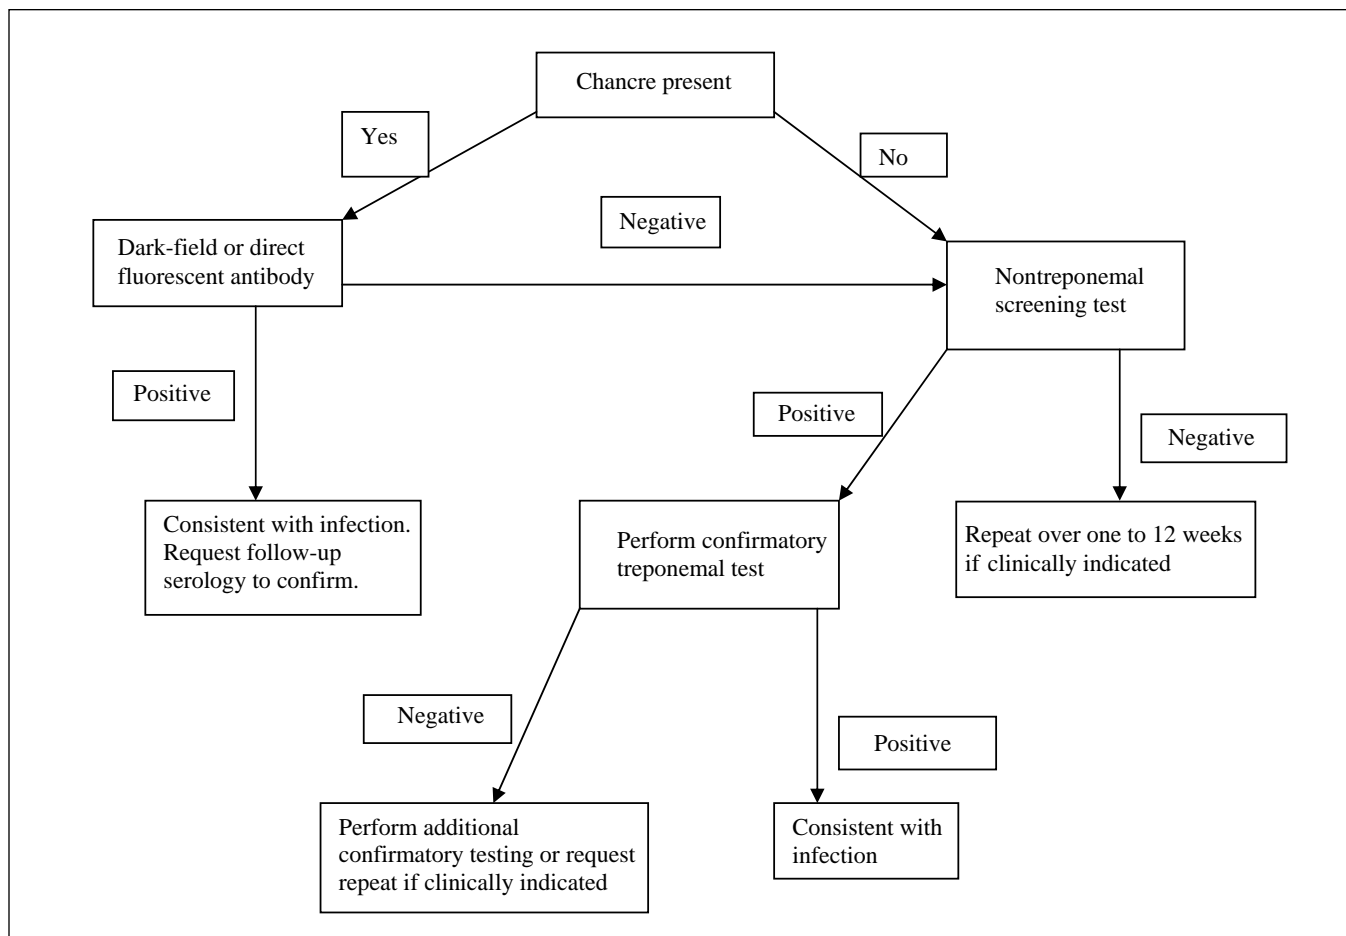 Chancre present
Yes
No
Negative
Dark-field or direct
fluorescent antibody
Nontreponemal
screening test
Positive
Positive
Negative
Consistent with infection.
Request follow-up
serology to confirm.
Perform confirmatory
treponemal test
Repeat over one to 12 weeks
if clinically indicated
Negative
Positive
Perform additional
confirmatory testing or request
repeat if clinically indicated
Consistent with
infection